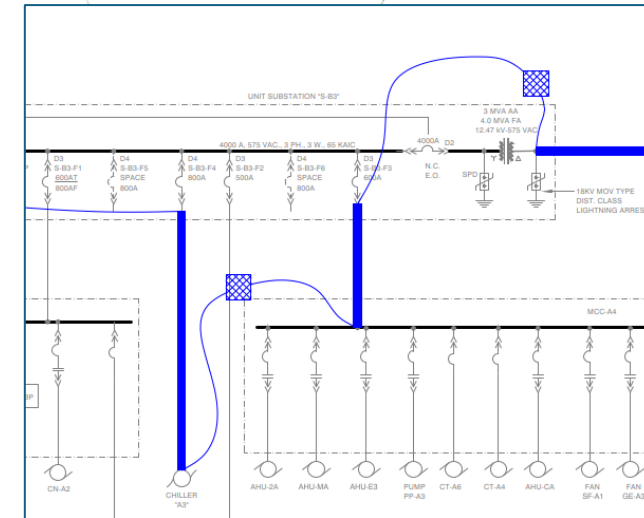 UNIT SUBSTATION "S-B3"
3 MVA AA
4.0 MVA FA
12.47 kV-575 VAC
4000A
D2
4000 A, 575 VAC., 3 PH., 3 W., 65 KAIC
N.C.
E.O.
SPD
18KV MOV TYPE
DIST. CLASS
LIGHTNING ARRES
D3
S-B3-F1
600AT
800AF
D4
S-B3-F5
SPACE
800A
D4
S-B3-F4
800A
D3
S-B3-F2
500A
D4
S-B3-F6
SPACE
800A
D3
S-B3-F3
600A
MCC-A4
CN-A2
CHILLER
"A3"
AHU-2A
AHU-MA
AHU-E3
PUMP
PP-A3
CT-A6
CT-A4
AHU-CA
FAN
SF-A1
FAN
GE-A3